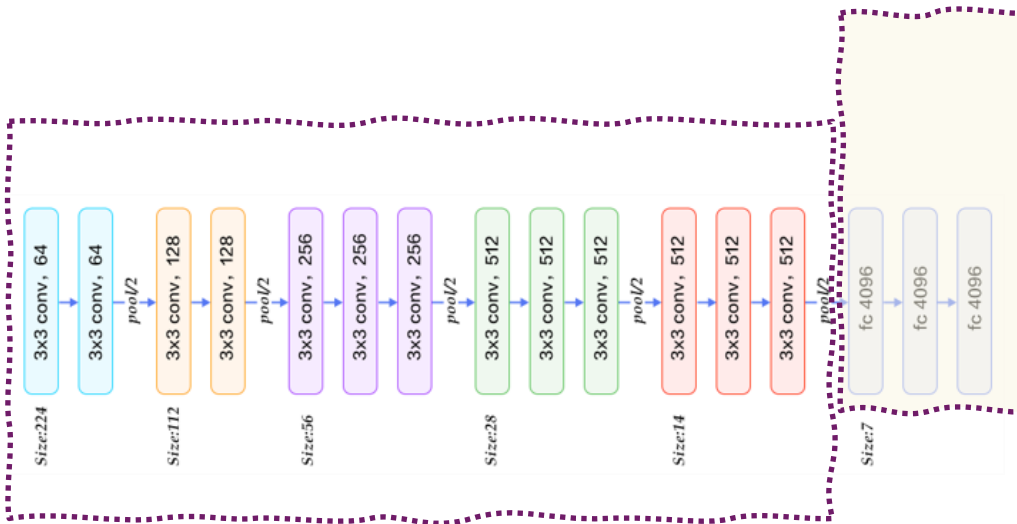 3x3 conv, 64
3x3 conv, 64
pool/2
3x3 conv, 128
3x3 conv, 128
pool/2
3x3 conv, 256
3x3 conv, 256
3x3 conv, 256
pool/2
3x3 conv, 512
3x3 conv, 512
3x3 conv, 512
pool/2
3x3 conv, 512
3x3 conv, 512
3x3 conv, 512
pool/2
fc 4096
fc 4096
fc 4096
Size:224
Size:112
Size:56
Size:28
Size:14
Size:7